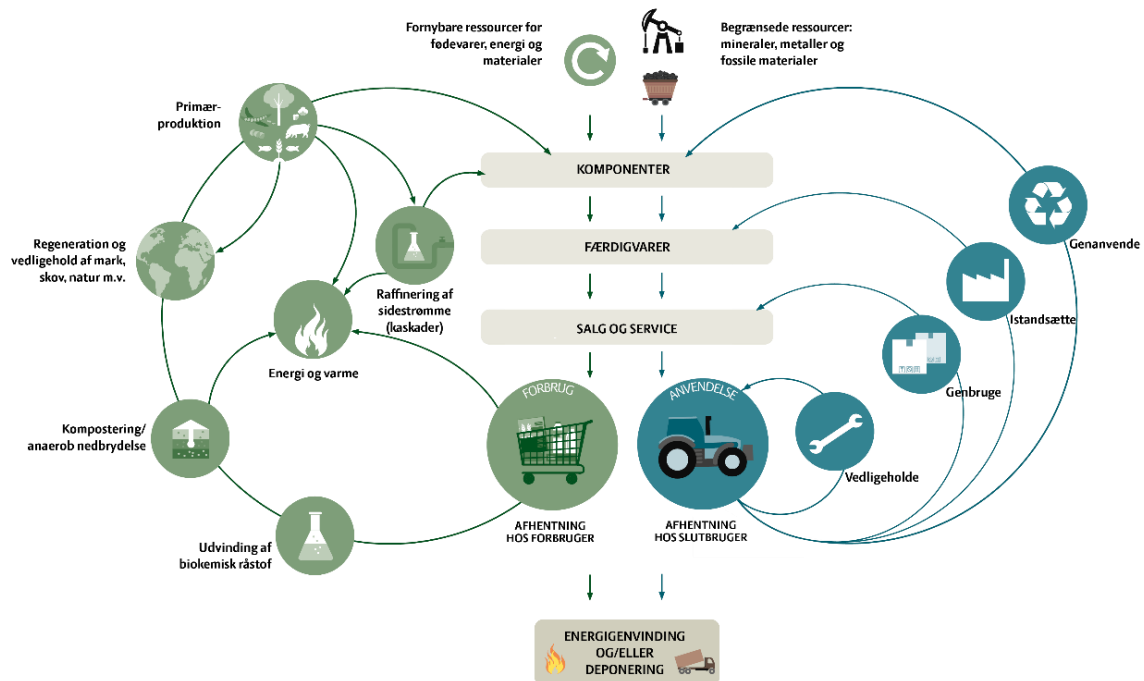 Fornybare ressourcer for
fødevarer, energi og
materialer
Begrænsede ressourcer:
mineraler, metaller og
fossile materialer
Primær-
produktion
KOMPONENTER
Genanvende
Regeneration og
vedligehold af mark,
skov, natur m.v.
FÆRDIGVARER
Raffinering af
sidestrømme
(kaskader)
Istandsætte
SALG OG SERVICE
Energi og varme
Genbruge
FORBRUG
ANVENDELSE
Kompostering/
anaerob nedbrydelse
Vedligeholde
AFHENTNING
HOS FORBRUGER
AFHENTNING
HOS SLUTBRUGER
Udvinding af
biokemisk råstof
ENERGIGENVINDING
OG/ELLER
DEPONERING